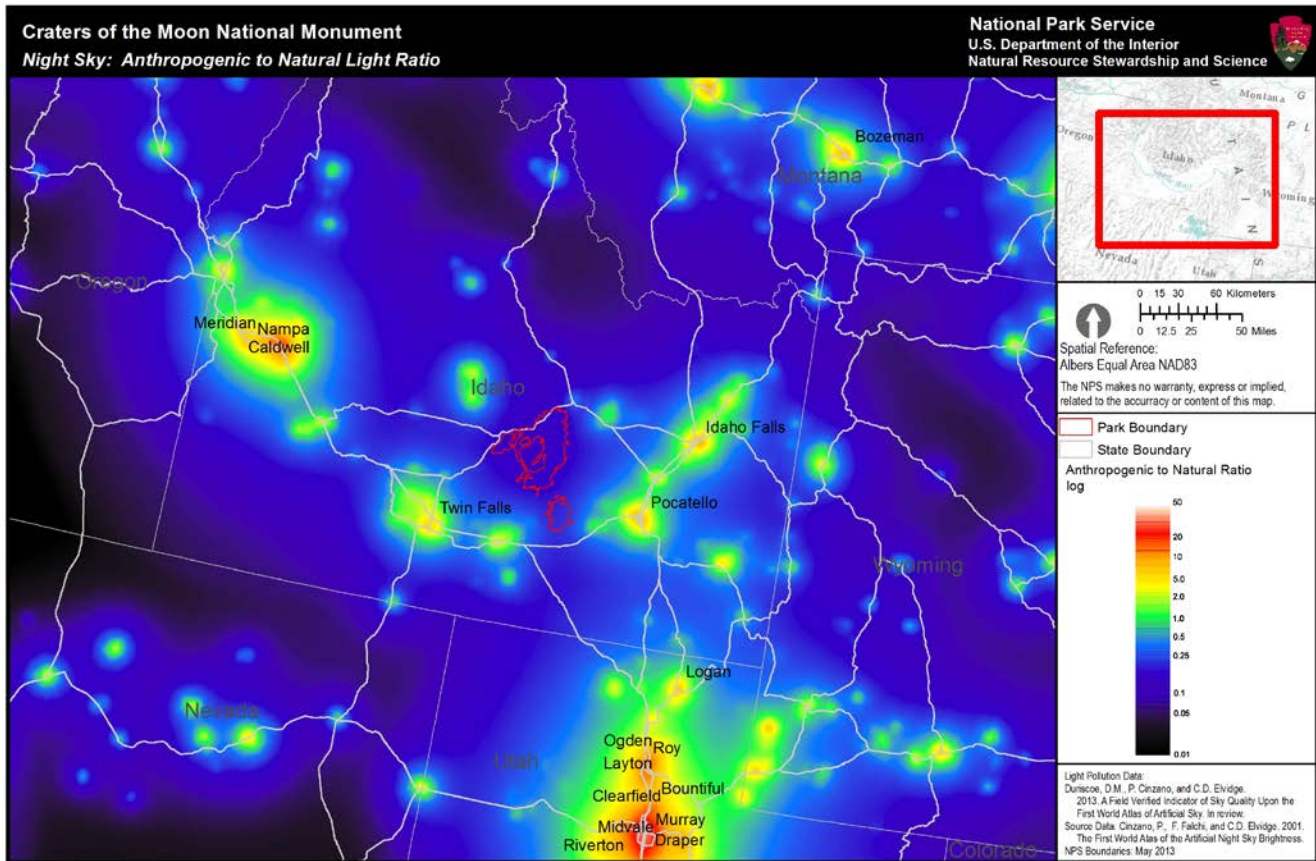 Craters of the Moon National Monument
Night Sky: Anthropogenic to Natural Light Ratio
National Park Service
U.S. Department of the Interior
Natural Resource Stewardship and Science
Bozeman
Montana
Oregon
Meridian
Nampa
Caldwell
Idaho
Idaho Falls
Twin Falls
Pocatello
Wyoming
Logan
Nevada
Utah
Ogden
Roy
Layton
Clearfield
Bountiful
Midvale
Murray
Riverton
Draper
Colorado
U
G
Montana
P L
Oregon
Idaho
T
A
Wyoming
I
N
S
Nevada
Utah
0 15 30 60 Kilometers
0 12.5 25 50 Miles
Spatial Reference:
Albers Equal Area NAD83
The NPS makes no warranty, express or implied,
related to the accurracy or content of this map.
Park Boundary
State Boundary
Anthropogenic to Natural Ratio
log
50
20
10
5.0
2.0
1.0
0.5
0.25
0.1
0.05
0.01
Light Pollution Data:
Duriscoe, D.M., P. Cinzano, and C.D. Elvidge.
2013. A Field Verified Indicator of Sky Quality Upon the
First World Atlas of Artificial Sky. In review.
Source Data: Cinzano, P., F. Falchi, and C.D. Elvidge. 2001.
The First World Atlas of the Artificial Night Sky Brightness.
NPS Boundaries: May 2013